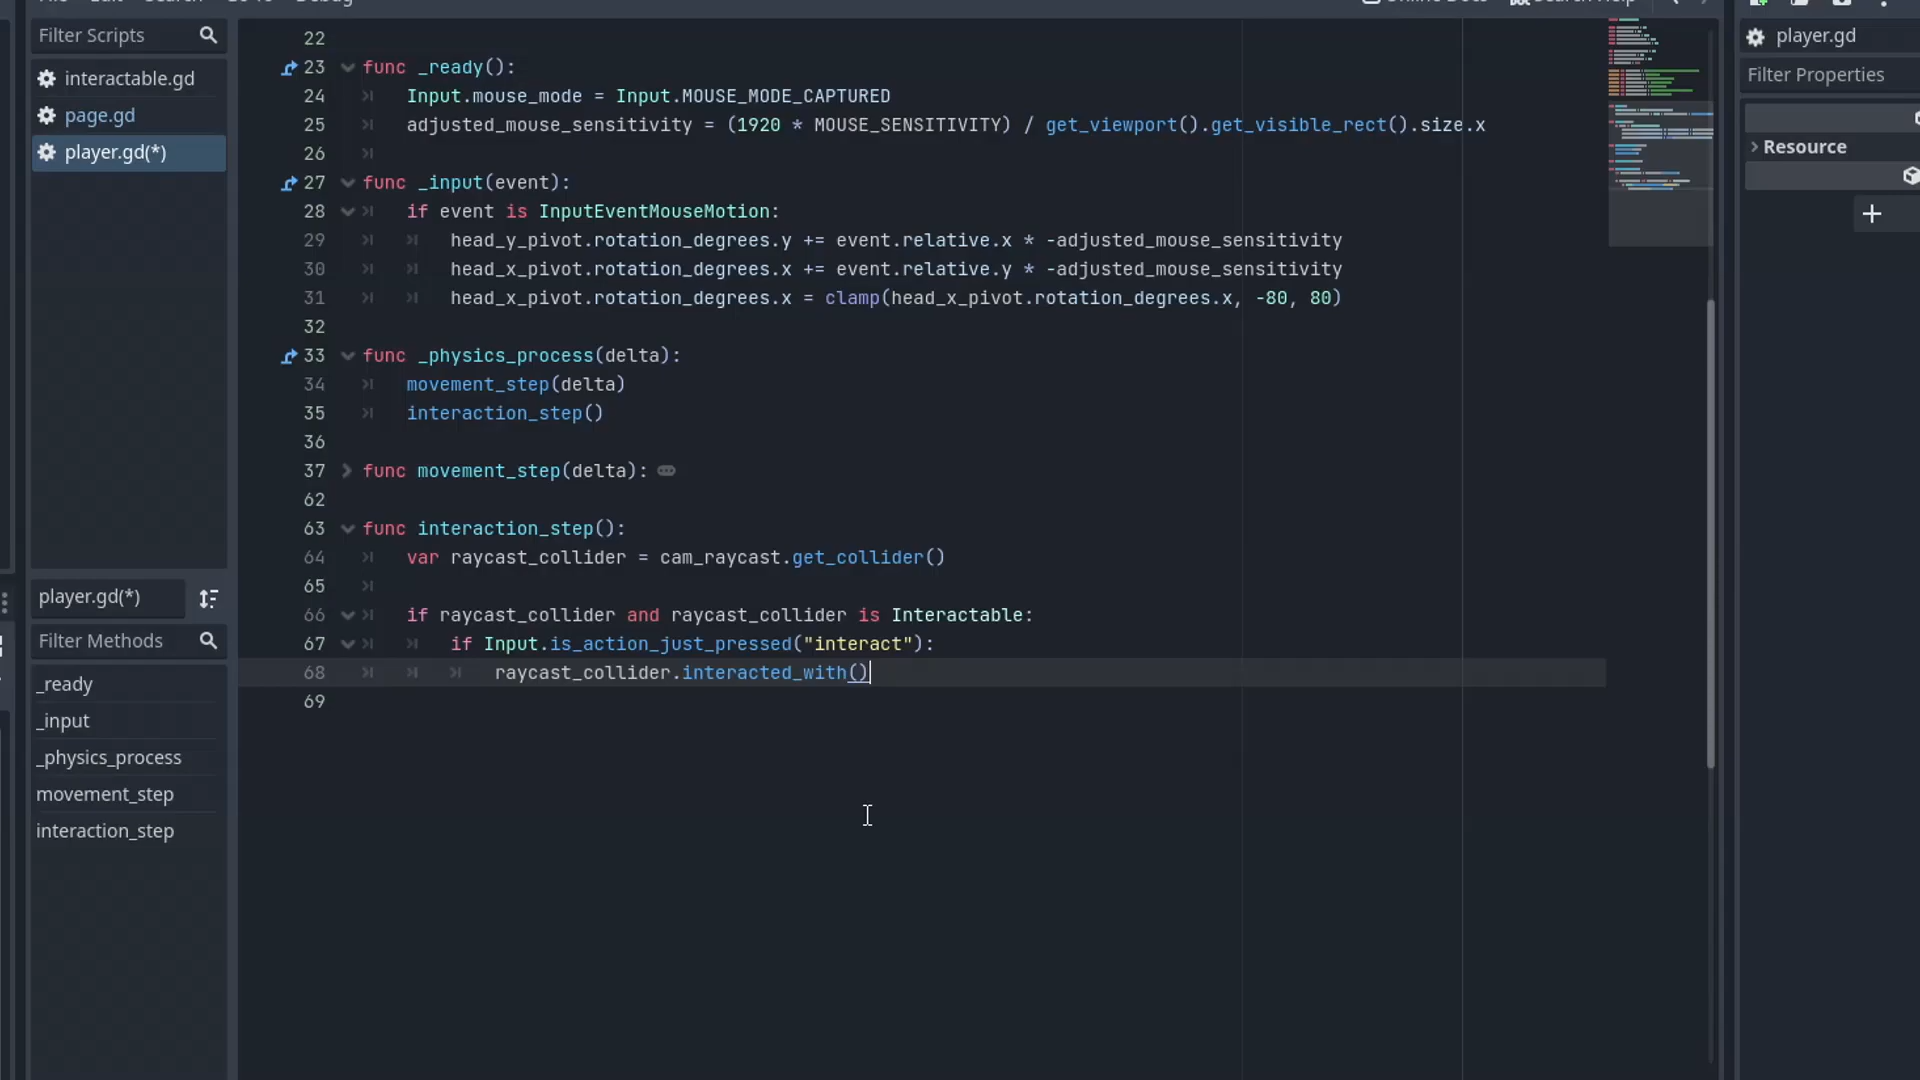 Filter Scripts
interactable.gd
page.gd
player.gd(*)
player.gd(*)
Filter Methods
_ready
_input
_physics_process
movement_step
interaction_step
22
23 func _ready():
24 Input.mouse_mode = Input.MOUSE_MODE_CAPTURED
25 adjusted_mouse_sensitivity = (1920 * MOUSE_SENSITIVITY) / get_viewport().get_visible_rect().size.x
26
27 func _input(event):
28 if event is InputEventMouseMotion:
29 head_y_pivot.rotation_degrees.y += event.relative.x * -adjusted_mouse_sensitivity
30 head_x_pivot.rotation_degrees.x += event.relative.y * -adjusted_mouse_sensitivity
31 head_x_pivot.rotation_degrees.x = clamp(head_x_pivot.rotation_degrees.x, -80, 80)
32
33 func _physics_process(delta):
34 movement_step(delta)
35 interaction_step()
36
37 func movement_step(delta):
62
63 func interaction_step():
64 var raycast_collider = cam_raycast.get_collider()
65
66 if raycast_collider and raycast_collider is Interactable:
67 if Input.is_action_just_pressed("interact"):
68 raycast_collider.interacted_with()
69
player.gd
Filter Properties
Resource